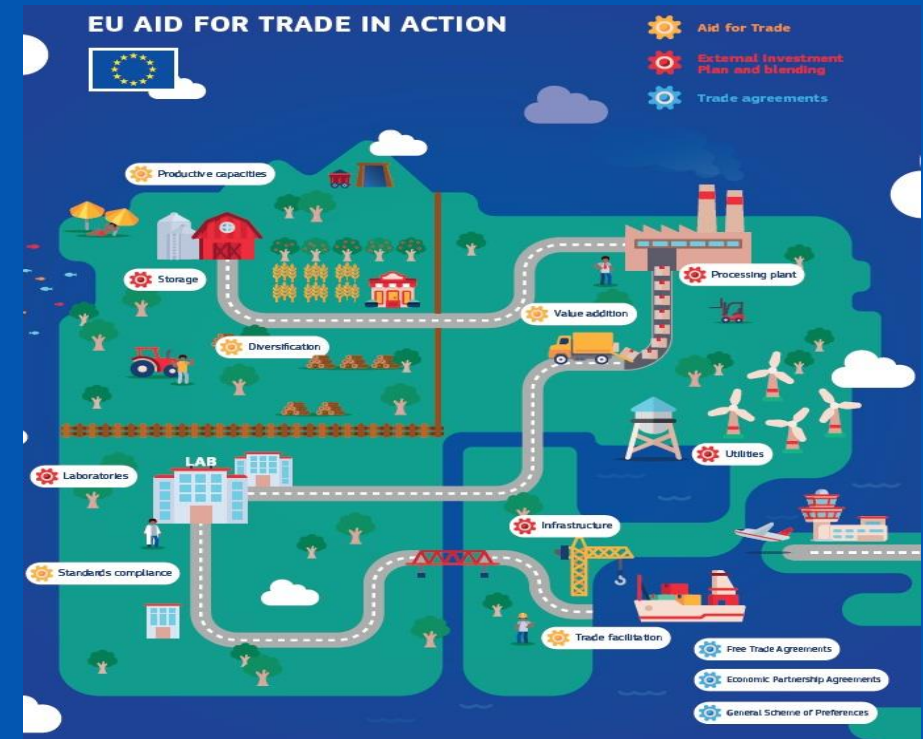 EU AID FOR TRADE IN ACTION
Aid for Trade
External Investment
Plan and blending
Trade agreements
Productive capacities
Storage
Processing plant
Value addition
Diversification
Utilities
LAB
Laboratories
Infrastructure
Standards compliance
Trade facilitation
Free Trade Agreements
Economic Partnership Agreements
General Scheme of Preferences